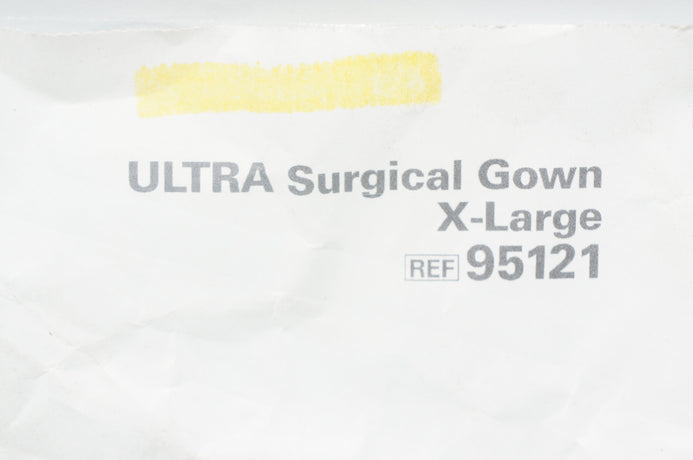 ULTRA Surgical Gown
X-Large
REF 95121